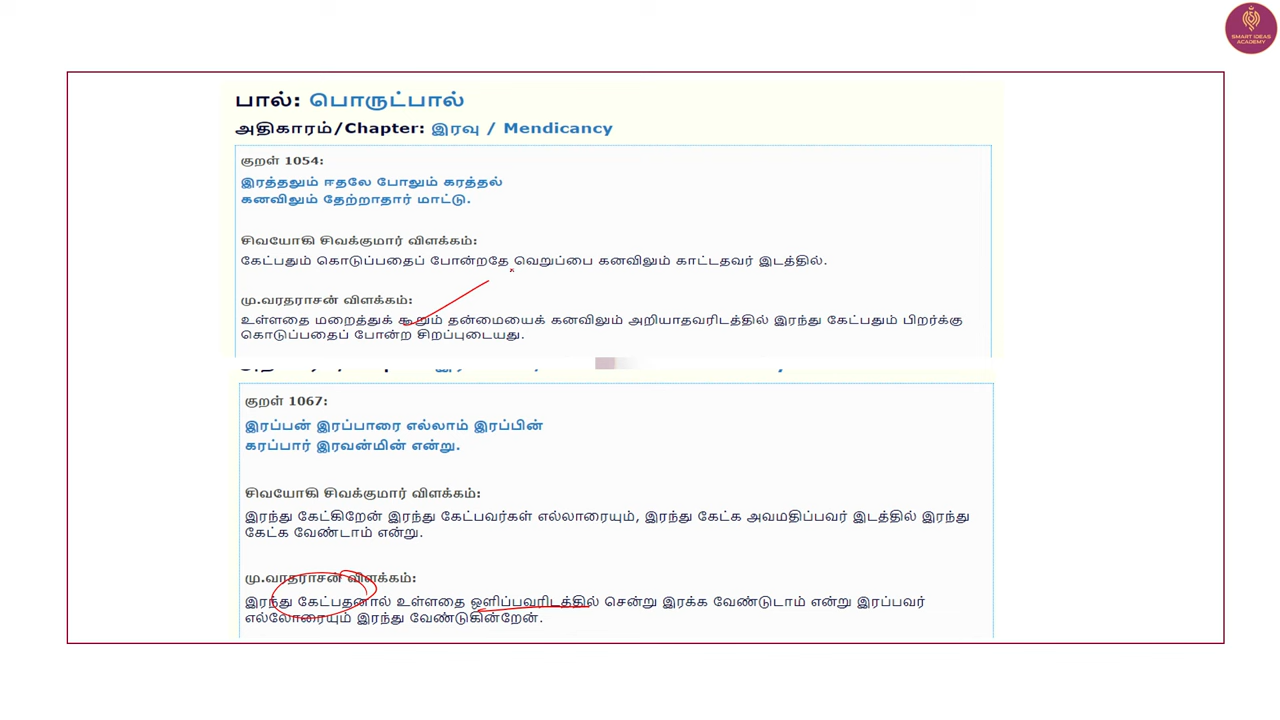 SMART IDEAS
ACADEMY
பால்: பொருட்பால்
அதிகாரம்/Chapter: இரவு / Mendicancy
குறள் 1054:
இரத்தலும் ஈதலே போலும் கரத்தல்
கனவிலும் தேற்றாதார் மாட்டு.
சிவயோகி சிவக்குமார் விளக்கம்:
கேட்பதும் கொடுப்பதைப் போன்றதே வெறுப்பை கனவிலும் காட்டதவர் இடத்தில்.
மு.வரதராசன் விளக்கம்:
உள்ளதை மறைத்துக் கூறும் தன்மையைக் கனவிலும் அறியாதவரிடத்தில் இரந்து கேட்பதும் பிறர்க்கு
கொடுப்பதைப் போன்ற சிறப்புடையது.
குறள் 1067:
இரப்பன் இரப்பாரை எல்லாம் இரப்பின்
கரப்பார் இரவன்மின் என்று.
சிவயோகி சிவக்குமார் விளக்கம்:
இரந்து கேட்கிறேன் இரந்து கேட்பவர்கள் எல்லாரையும், இரந்து கேட்க அவமதிப்பவர் இடத்தில் இரந்து
கேட்க வேண்டாம் என்று.
மு.வரதராசன் விளக்கம்:
இரந்து கேட்பதனால் உள்ளதை ஒளிப்பவரிடத்தில் சென்று இரக்க வேண்டுடாம் என்று இரப்பவர்
எல்லோரையும் இரந்து வேண்டுகின்றேன்.